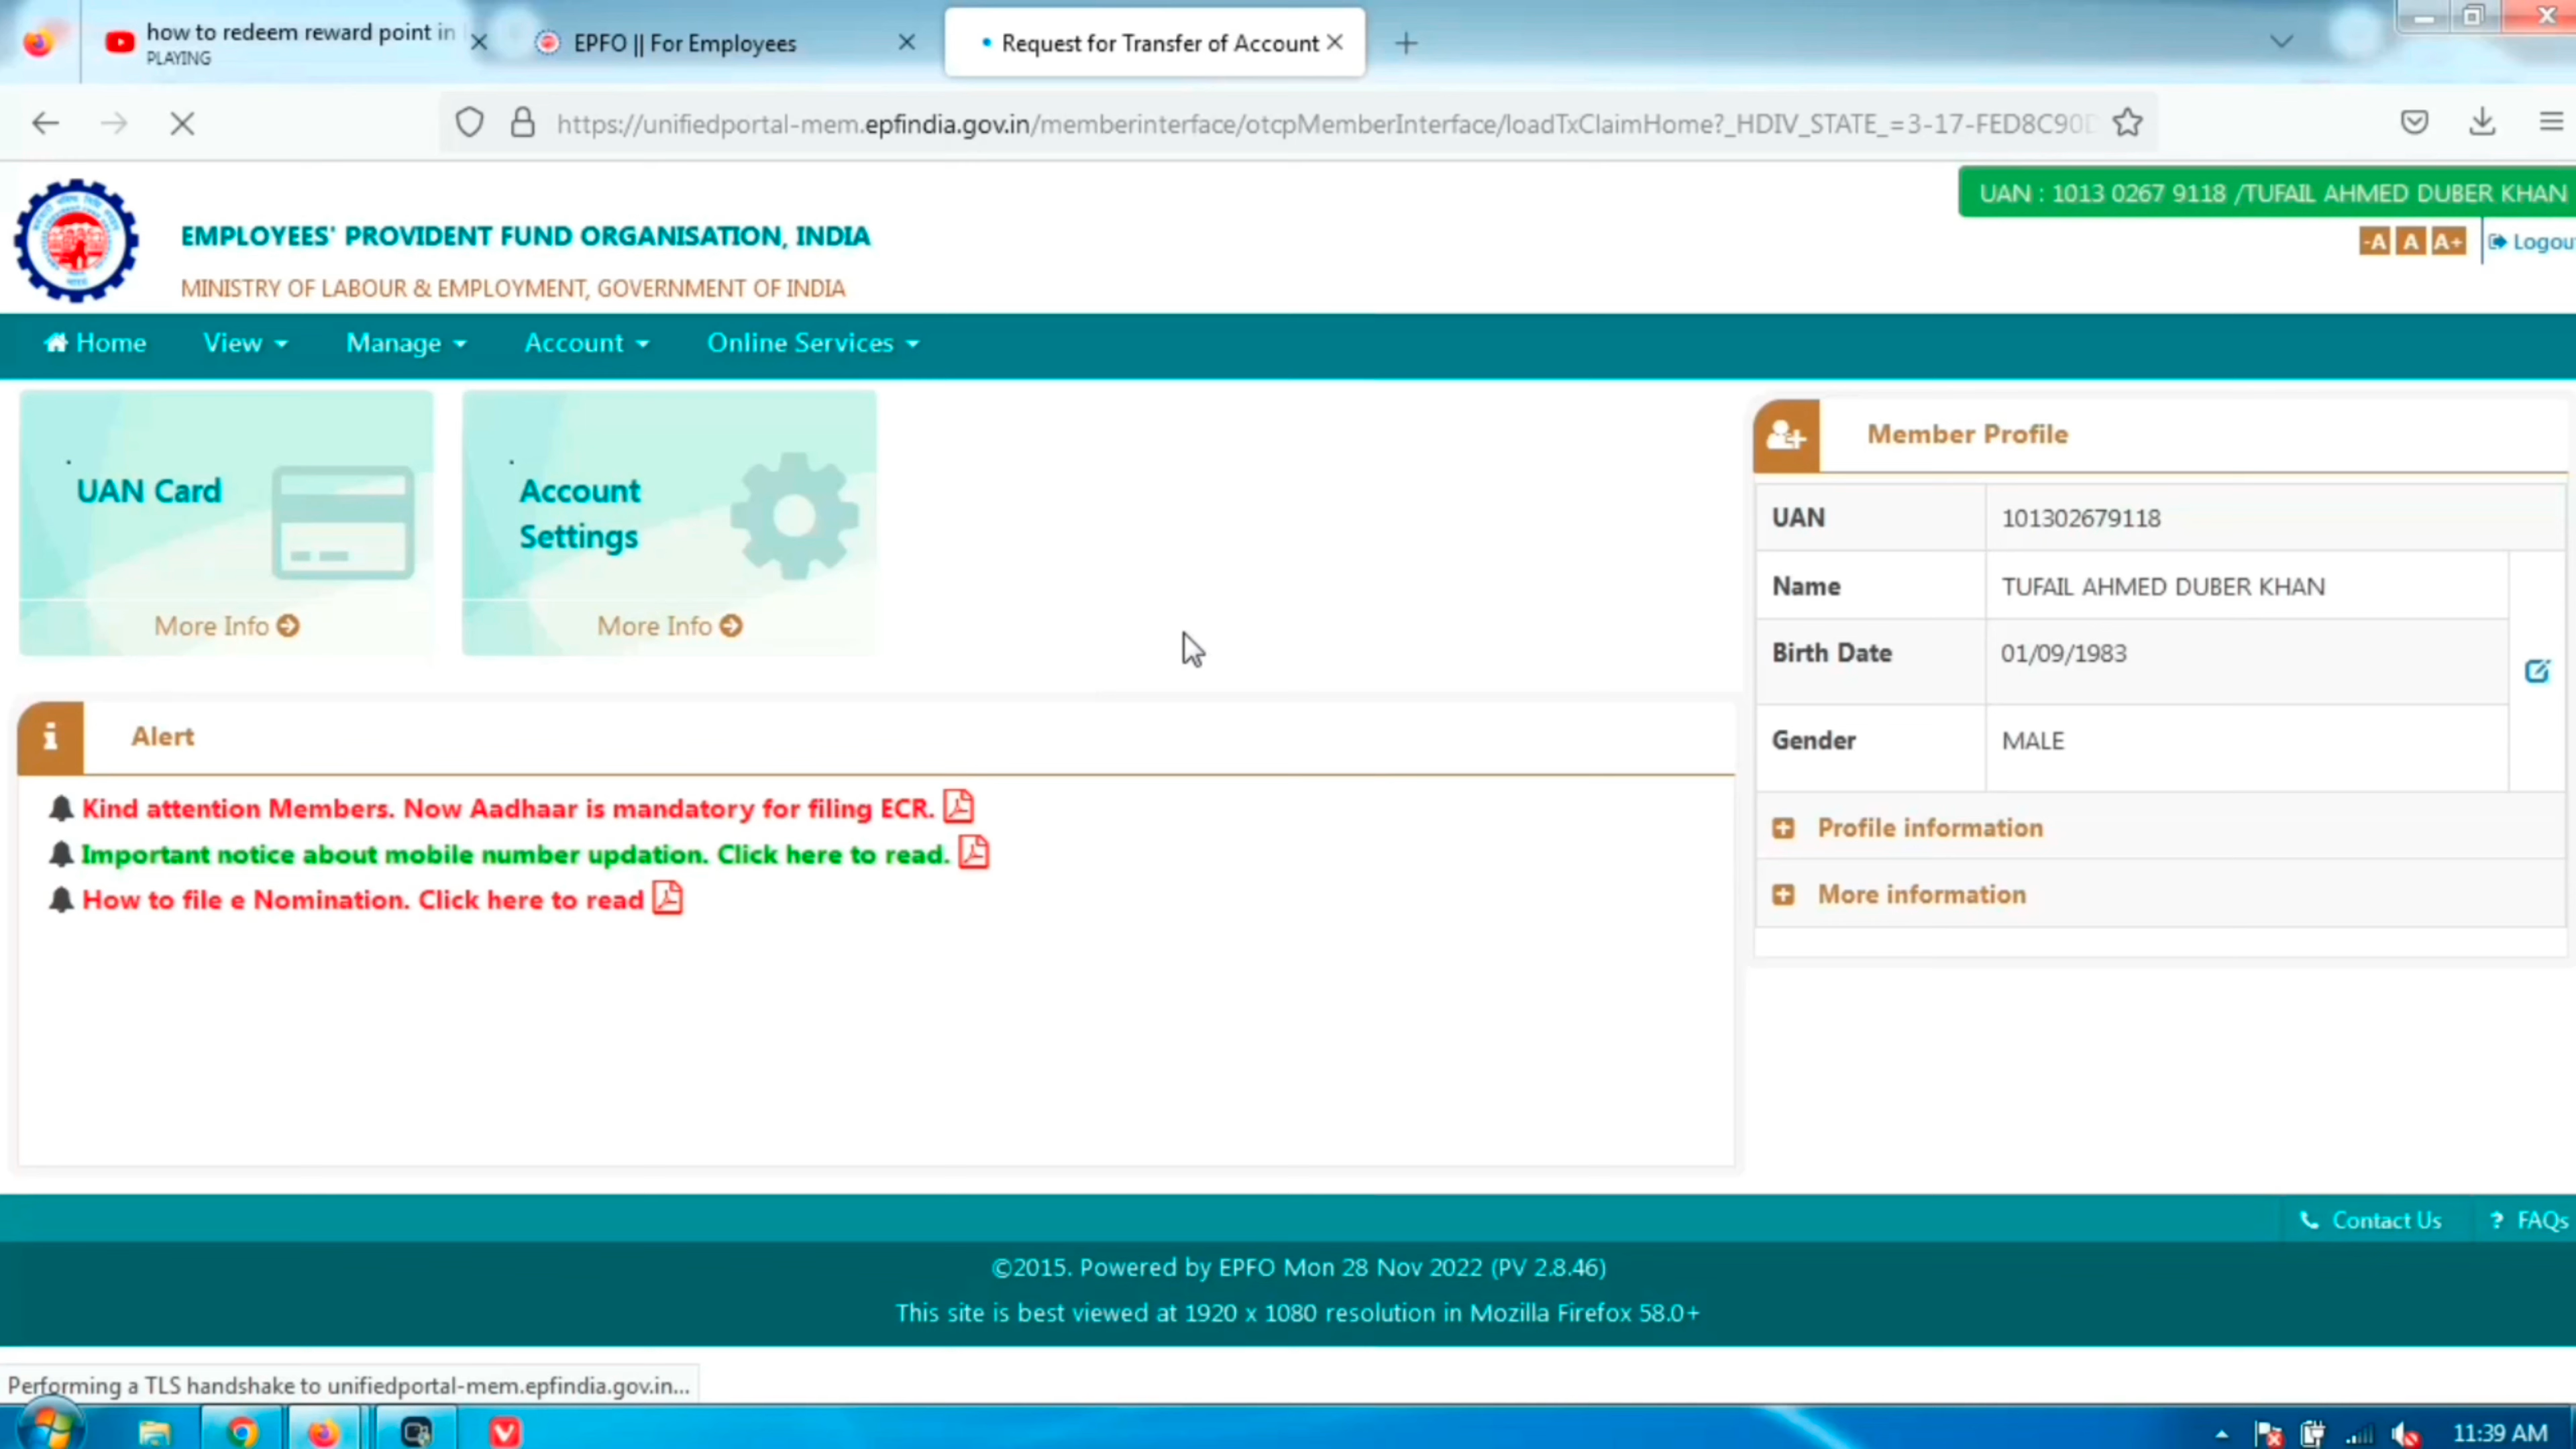 how to redeem reward point in
PLAYING
EPFO || For Employees
Request for Transfer of Account
https://unifiedportal-mem.epfindia.gov.in/memberinterface/otcpMemberInterface/loadTxClaimHome?_HDIV_STATE_=3-17-FED8C90
UAN : 1013 0267 9118 /TUFAIL AHMED DUBER KHAN
EMPLOYEES' PROVIDENT FUND ORGANISATION, INDIA
-A A A+ Logou
MINISTRY OF LABOUR & EMPLOYMENT, GOVERNMENT OF INDIA
Home View Manage Account Online Services
UAN Card
More Info
Account
Settings
More Info
Member Profile
UAN 101302679118
Name TUFAIL AHMED DUBER KHAN
Birth Date 01/09/1983
Gender MALE
Profile information
More information
Alert
Kind attention Members. Now Aadhaar is mandatory for filing ECR.
Important notice about mobile number updation. Click here to read.
How to file e Nomination. Click here to read
Contact Us ? FAQs
©2015. Powered by EPFO Mon 28 Nov 2022 (PV 2.8.46)
This site is best viewed at 1920 x 1080 resolution in Mozilla Firefox 58.0+
Performing a TLS handshake to unifiedportal-mem.epfindia.gov.in...
11:39 AM